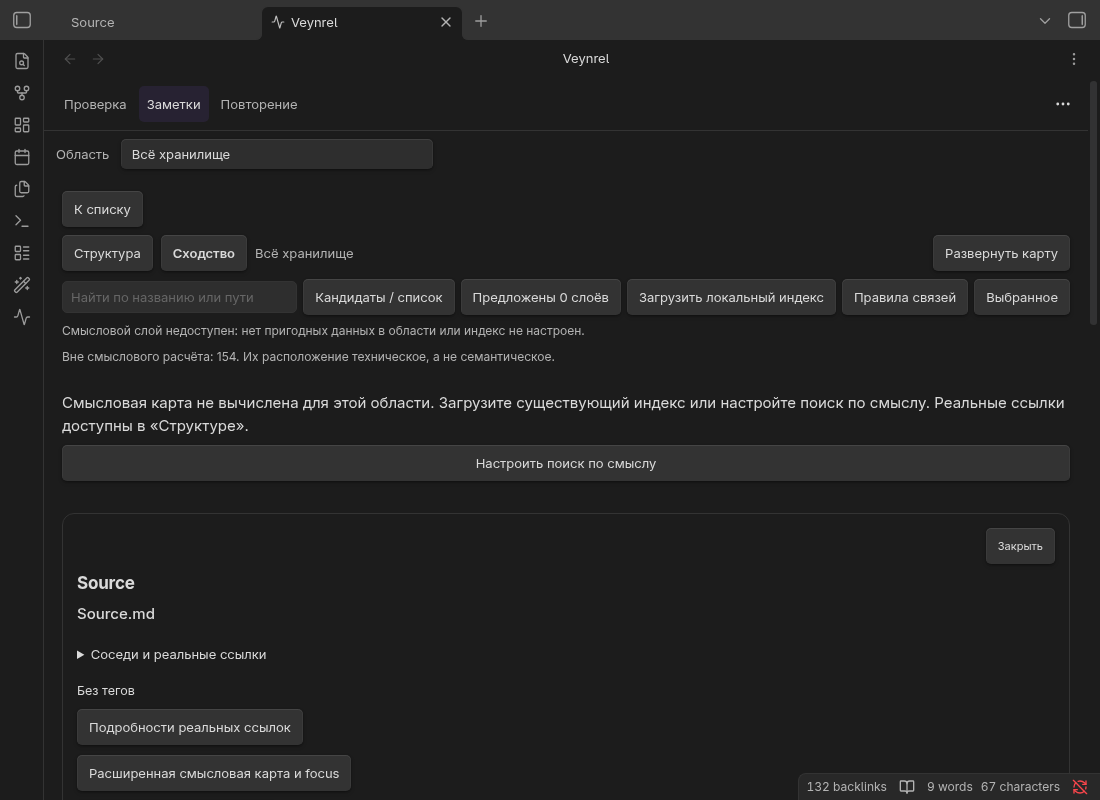 Source
Veynrel
Veynrel
Проверка Заметки Повторение
Область Всё хранилище
К списку
Структура Сходство Всё хранилище Развернуть карту
Найти по названию или пути Кандидаты / список Предложены 0 слоёв Загрузить локальный индекс Правила связей Выбранное
Смысловой слой недоступен: нет пригодных данных в области или индекс не настроен.
Вне смыслового расчёта: 154. Их расположение техническое, а не семантическое.
Смысловая карта не вычислена для этой области. Загрузите существующий индекс или настройте поиск по смыслу. Реальные ссылки
доступны в «Структуре».
Настроить поиск по смыслу
Закрыть
Source
Source.md
Соседи и реальные ссылки
Без тегов
Подробности реальных ссылок
Расширенная смысловая карта и focus
132 backlinks 9 words 67 characters